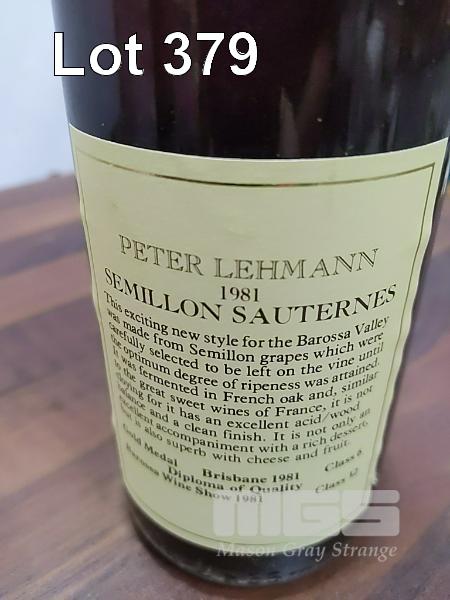 Lot 379
PETER LEHMANN
1981
SEMILLON SAUTERNES
This exciting new style for the Barossa Valley
was made from Semillon grapes which were
carefully selected to be left on the vine until
the optimum degree of ripeness was attained.
It was fermented in French oak and, similar
to the great sweet wines of France, it is not
for it has an excellent acid/wood
and a clean finish. It is not only an
excellent accompaniment with a rich dessert,
is also superb with cheese and fruit.
Gold Medal Brisbane 1981 Class 6
Diploma of Quality Class 12
Barossa Wine Show 1981
MGS
Mason Gray Strange